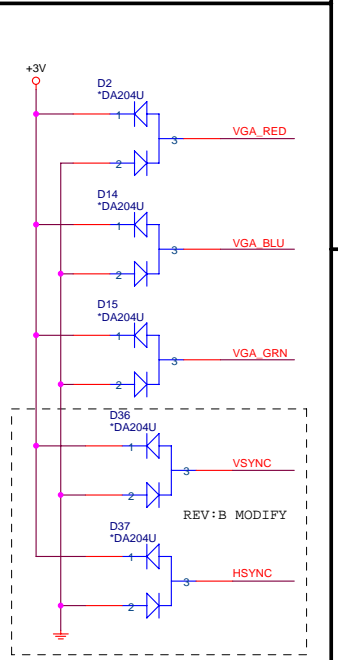 +3V
D2
*DA204U
1
3
VGA_RED
2
D14
*DA204U
1
3
VGA_BLU
2
D15
*DA204U
1
3
VGA_GRN
2
D36
*DA204U
1
3
VSYNC
2
REV:B MODIFY
D37
*DA204U
1
3
HSYNC
2